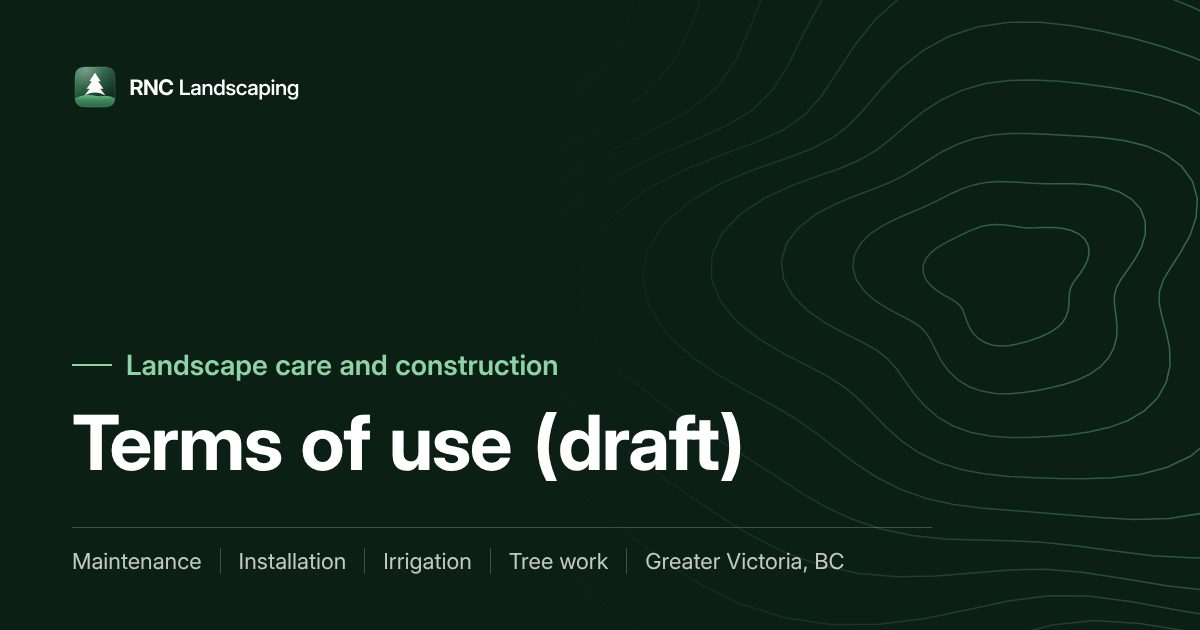 RNC Landscaping
Landscape care and construction
Terms of use (draft)
Maintenance
Installation
Irrigation
Tree work
Greater Victoria, BC